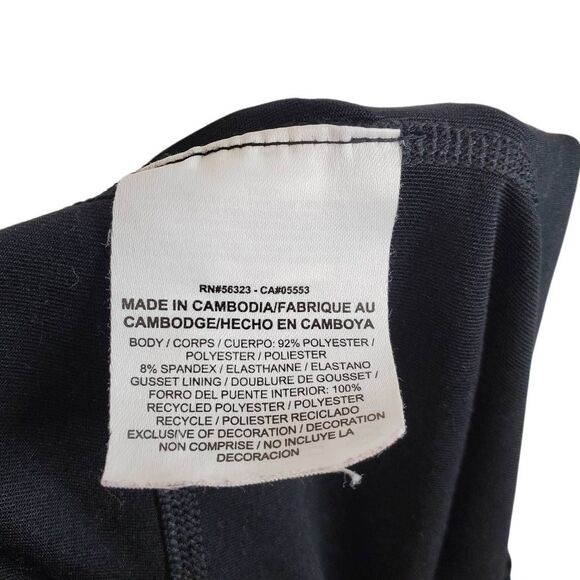 RN#56323 - CA#05553
MADE IN CAMBODIA/FABRIQUE AU
CAMBODGE/HECHO EN CAMBOYA
BODY / CORPS / CUERPO: 92% POLYESTER /
POLYESTER / POLIESTER
8% SPANDEX / ELASTHANNE / ELASTANO
GUSSET LINING / DOUBLURE DE GOUSSET /
FORRO DEL PUENTE INTERIOR: 100%
RECYCLED POLYESTER / POLYESTER
RECYCLE / POLIESTER RECICLADO
EXCLUSIVE OF DECORATION / DECORATION
NON COMPRISE / NO INCLUYE LA
DECORACION